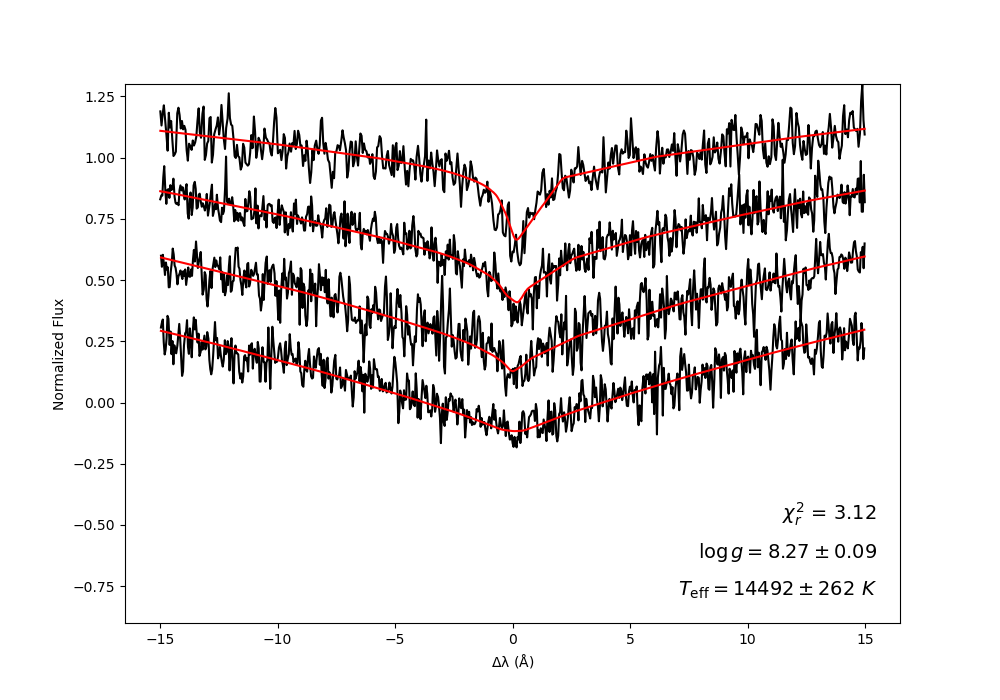 1.25
1.00
0.75
0.50
0.25
0.00
−0.25
−0.50
−0.75
Normalized Flux
χ²ᵣ = 3.12
log g = 8.27 ± 0.09
T_eff = 14492 ± 262 K
−15 −10 −5 0 5 10 15
Δλ (Å)